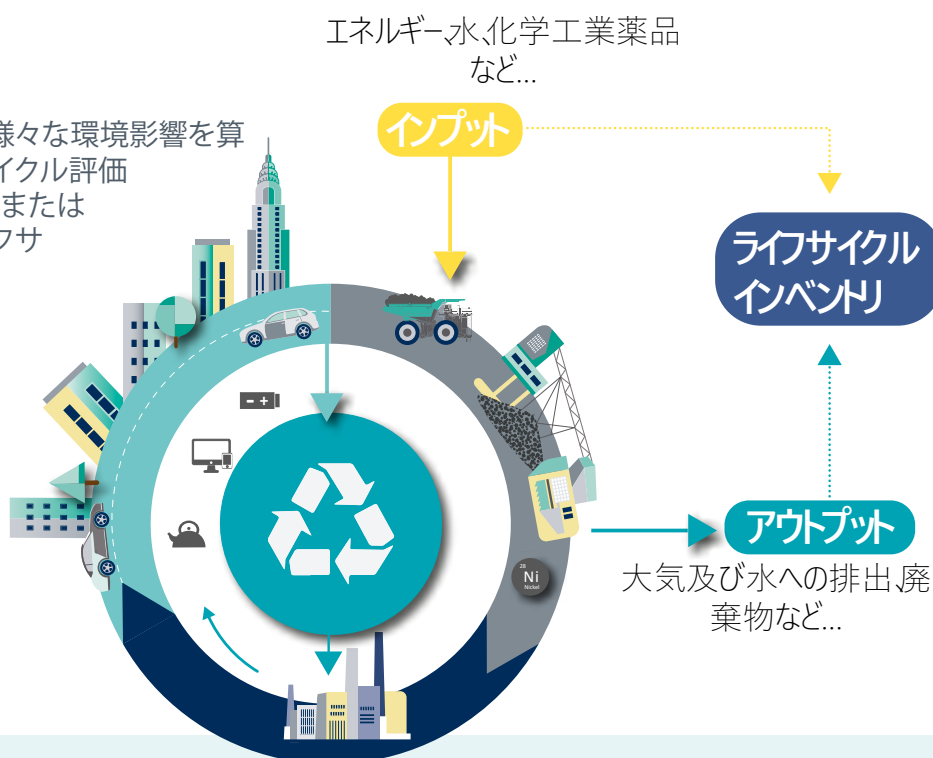 エネルギー、水、化学工業薬品
など...
インプット
様々な環境影響を算
イクル評価
または
フサ
ライフサイクル
インベントリ
- +
28
Ni
Nickel
アウトプット
大気及び水への排出、廃
棄物など...